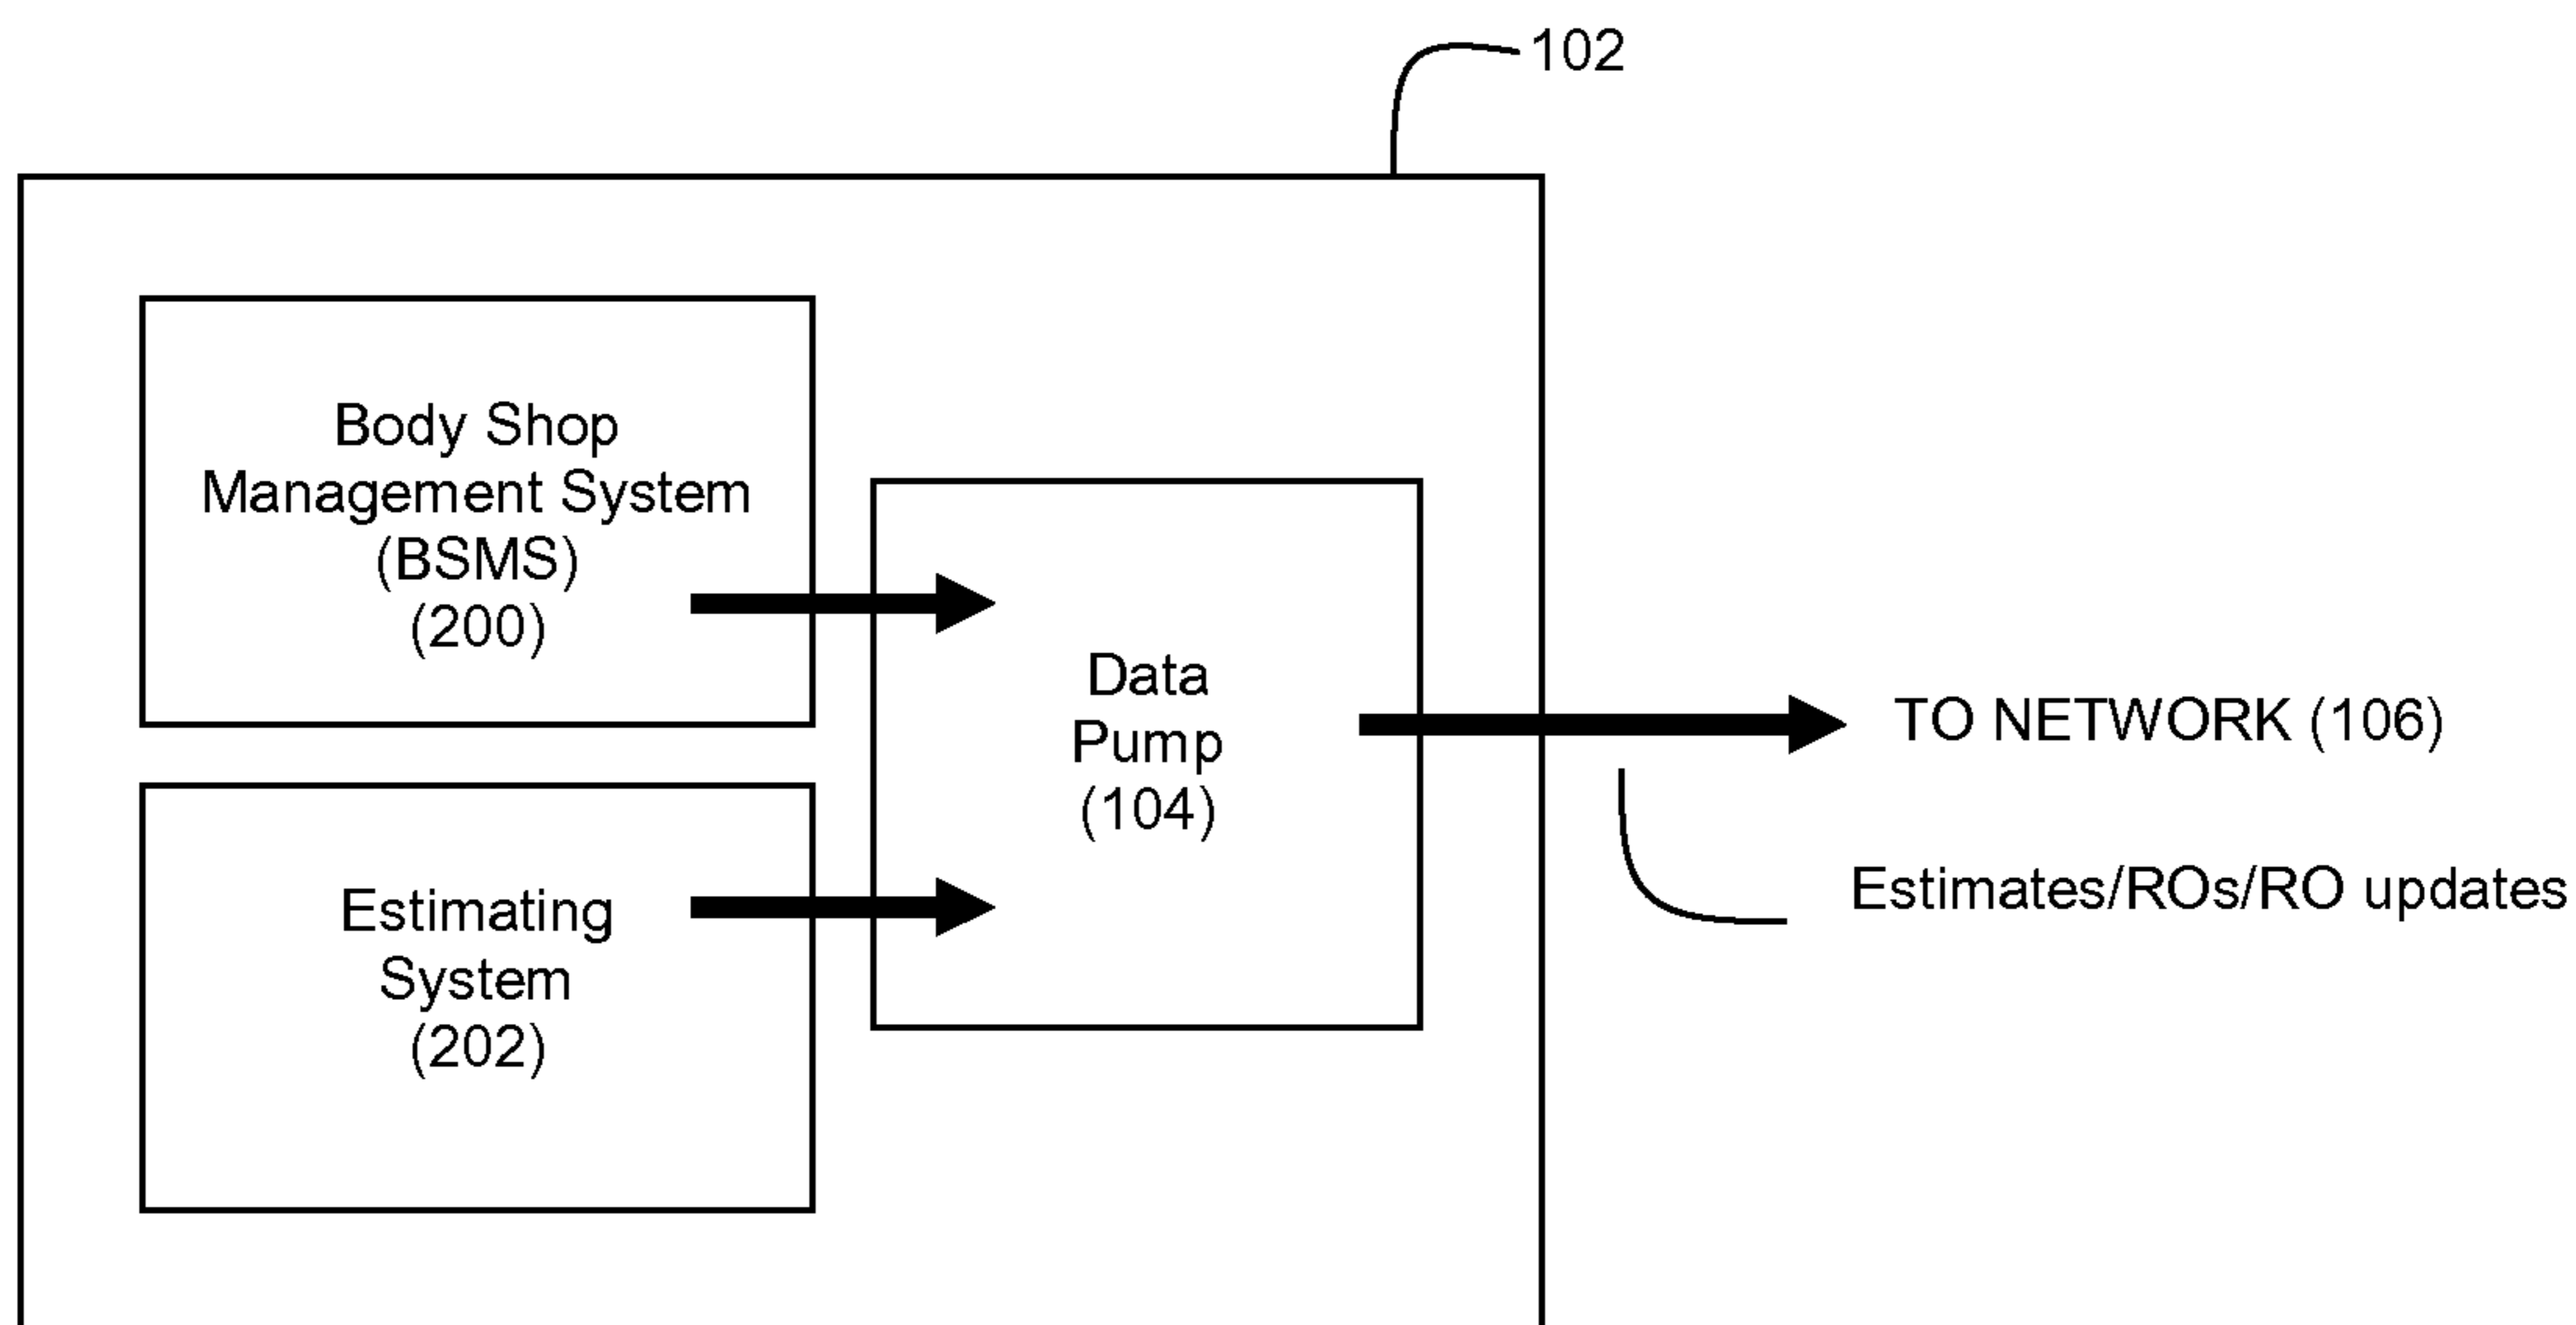 102
Body Shop
Management System
(BSMS)
(200)
Data
Pump
(104)
TO NETWORK (106)
Estimates/ROs/RO updates
Estimating
System
(202)